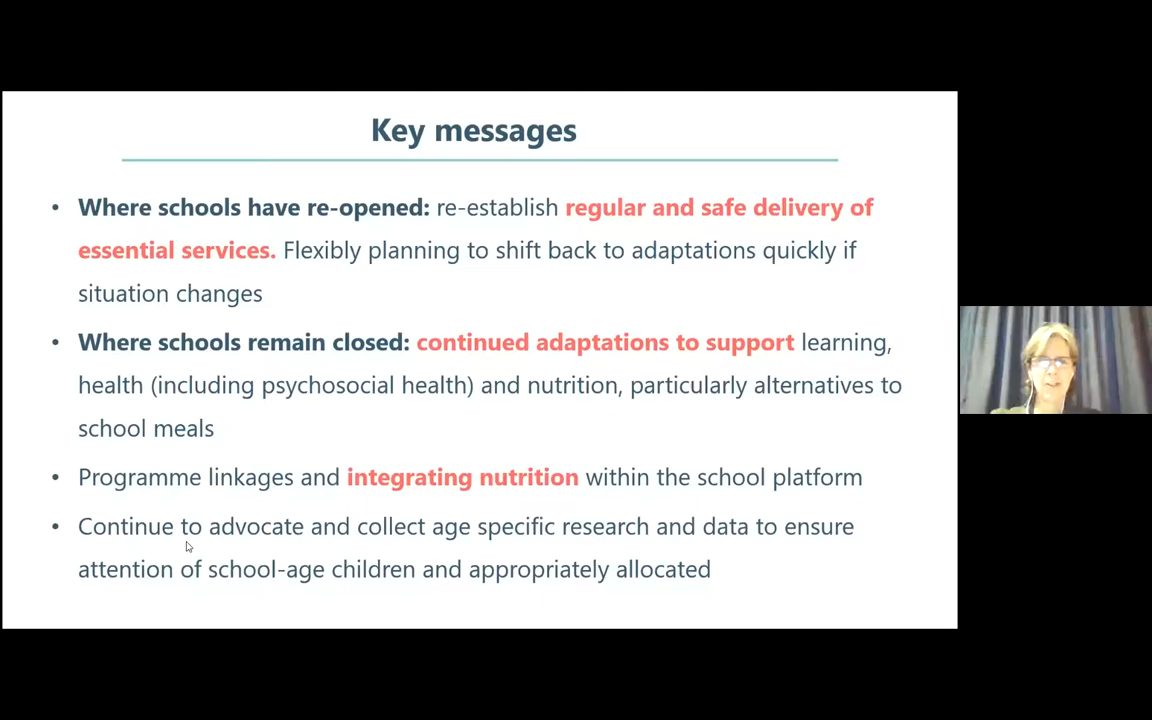 Key messages
• Where schools have re-opened: re-establish regular and safe delivery of
essential services. Flexibly planning to shift back to adaptations quickly if
situation changes
• Where schools remain closed: continued adaptations to support learning,
health (including psychosocial health) and nutrition, particularly alternatives to
school meals
• Programme linkages and integrating nutrition within the school platform
• Continue to advocate and collect age specific research and data to ensure
attention of school-age children and appropriately allocated